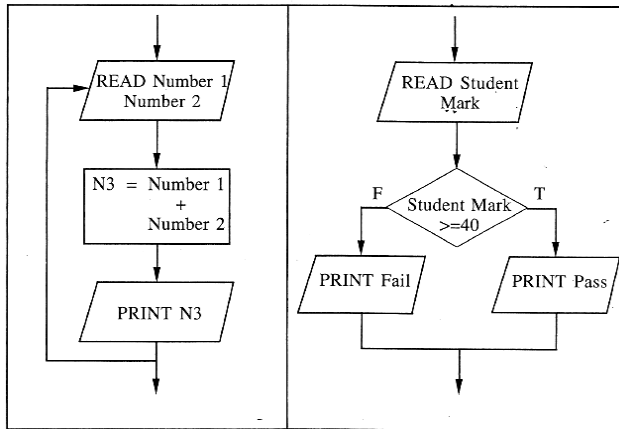 READ Number 1
Number 2
N3 = Number 1
+
Number 2
PRINT N3
READ Student
Mark
F
T
Student Mark
>=40
PRINT Fail
PRINT Pass